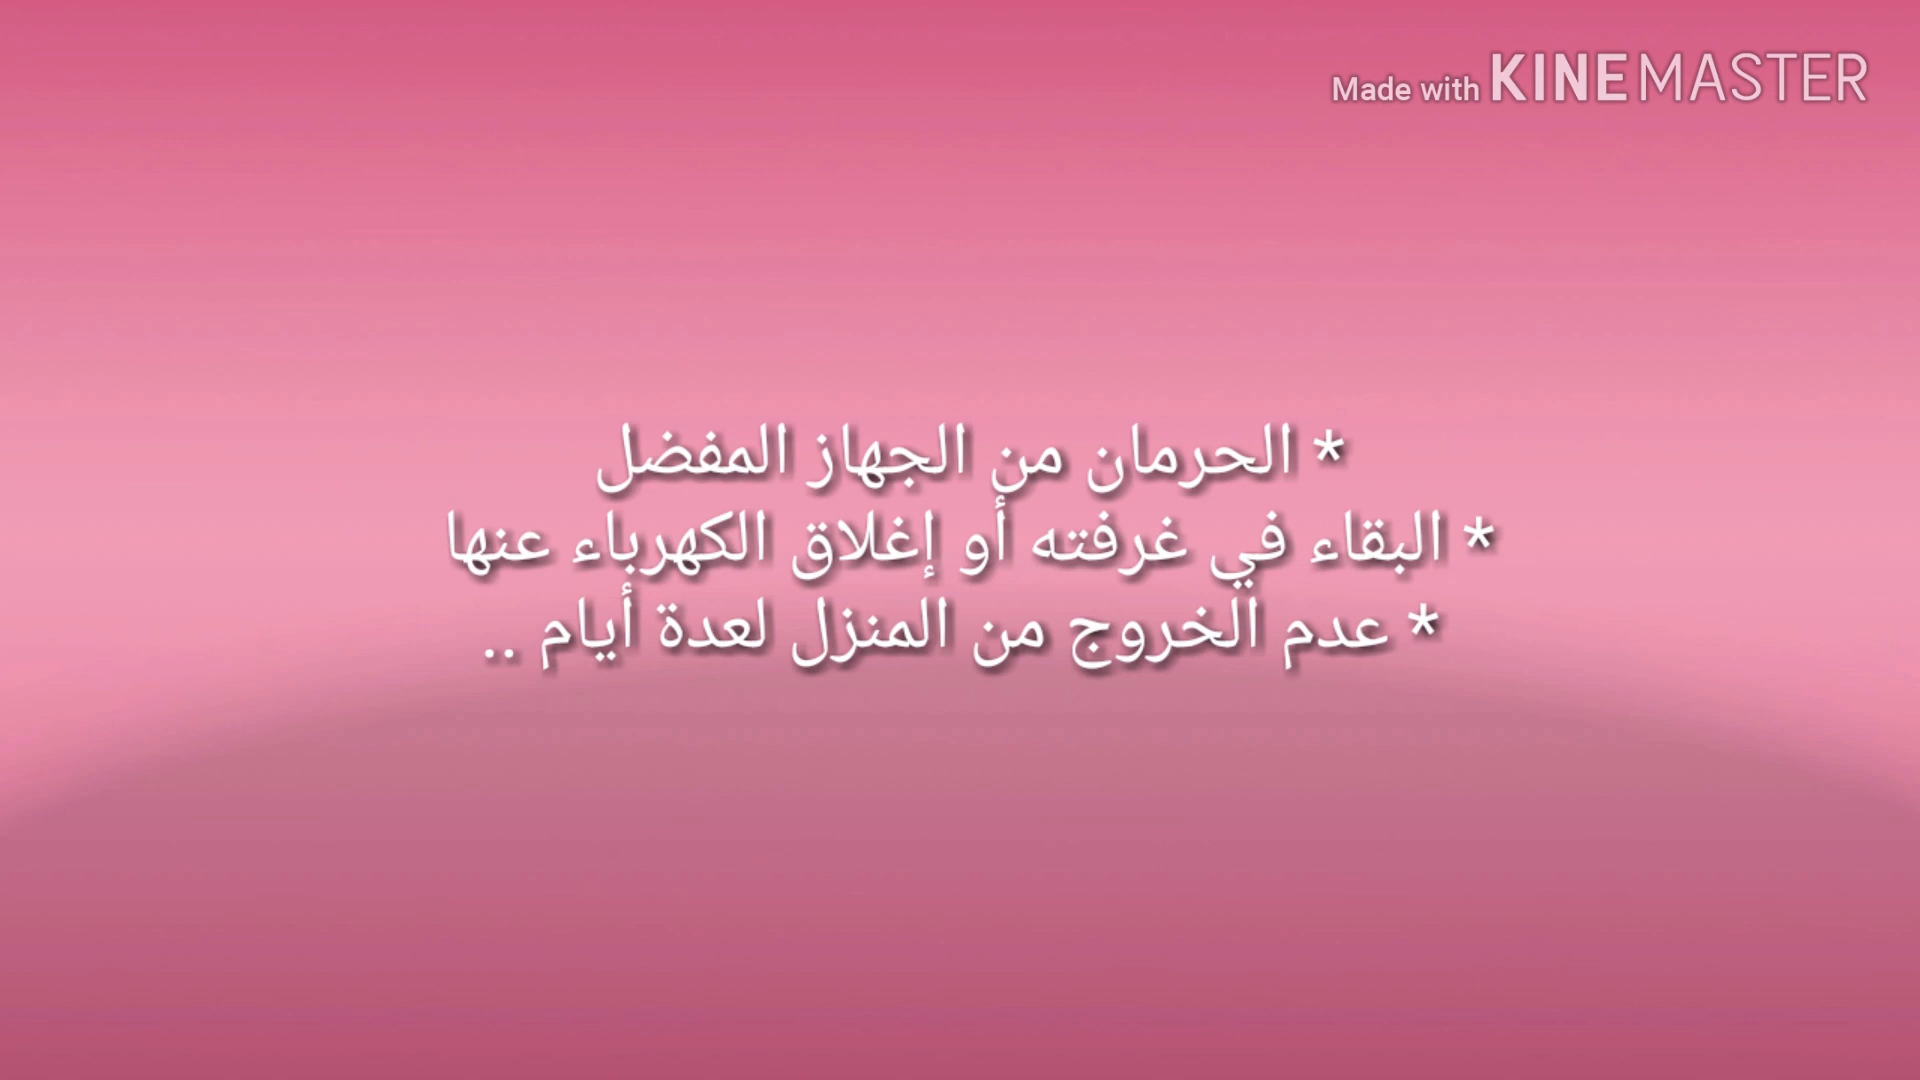 Made with KINEMASTER
* الحرمان من الجهاز المفضل
* البقاء في غرفته أو إغلاق الكهرباء عنها
* عدم الخروج من المنزل لعدة أيام ..